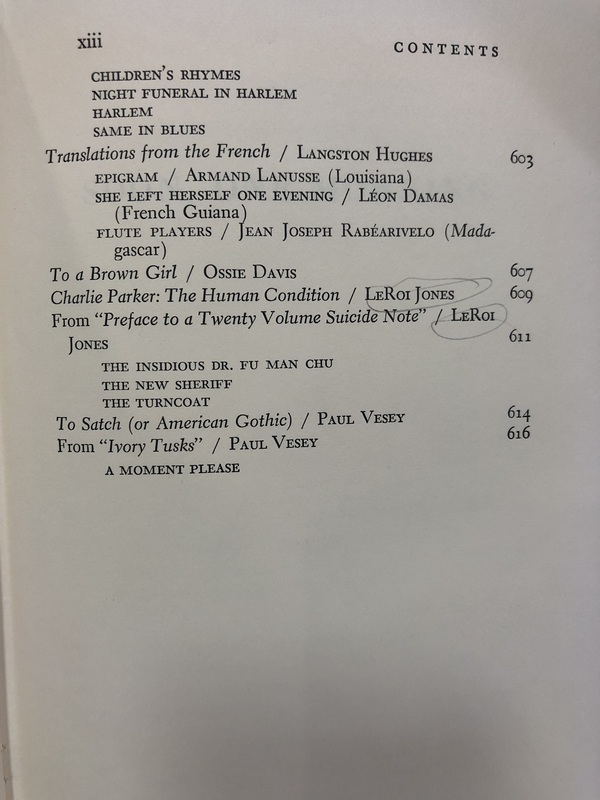 xiii CONTENTS
CHILDREN'S RHYMES
NIGHT FUNERAL IN HARLEM
HARLEM
SAME IN BLUES
Translations from the French / LANGSTON HUGHES 603
EPIGRAM / ARMAND LANUSSE (Louisiana)
SHE LEFT HERSELF ONE EVENING / LÉON DAMAS
(French Guiana)
FLUTE PLAYERS / JEAN JOSEPH RABÉARIVELO (Mada-
gascar)
To a Brown Girl / OSSIE DAVIS 607
Charlie Parker: The Human Condition / LEROI JONES 609
From "Preface to a Twenty Volume Suicide Note" / LEROI
JONES 611
THE INSIDIOUS DR. FU MAN CHU
THE NEW SHERIFF
THE TURNCOAT
To Satch (or American Gothic) / PAUL VESEY 614
From "Ivory Tusks" / PAUL VESEY 616
A MOMENT PLEASE